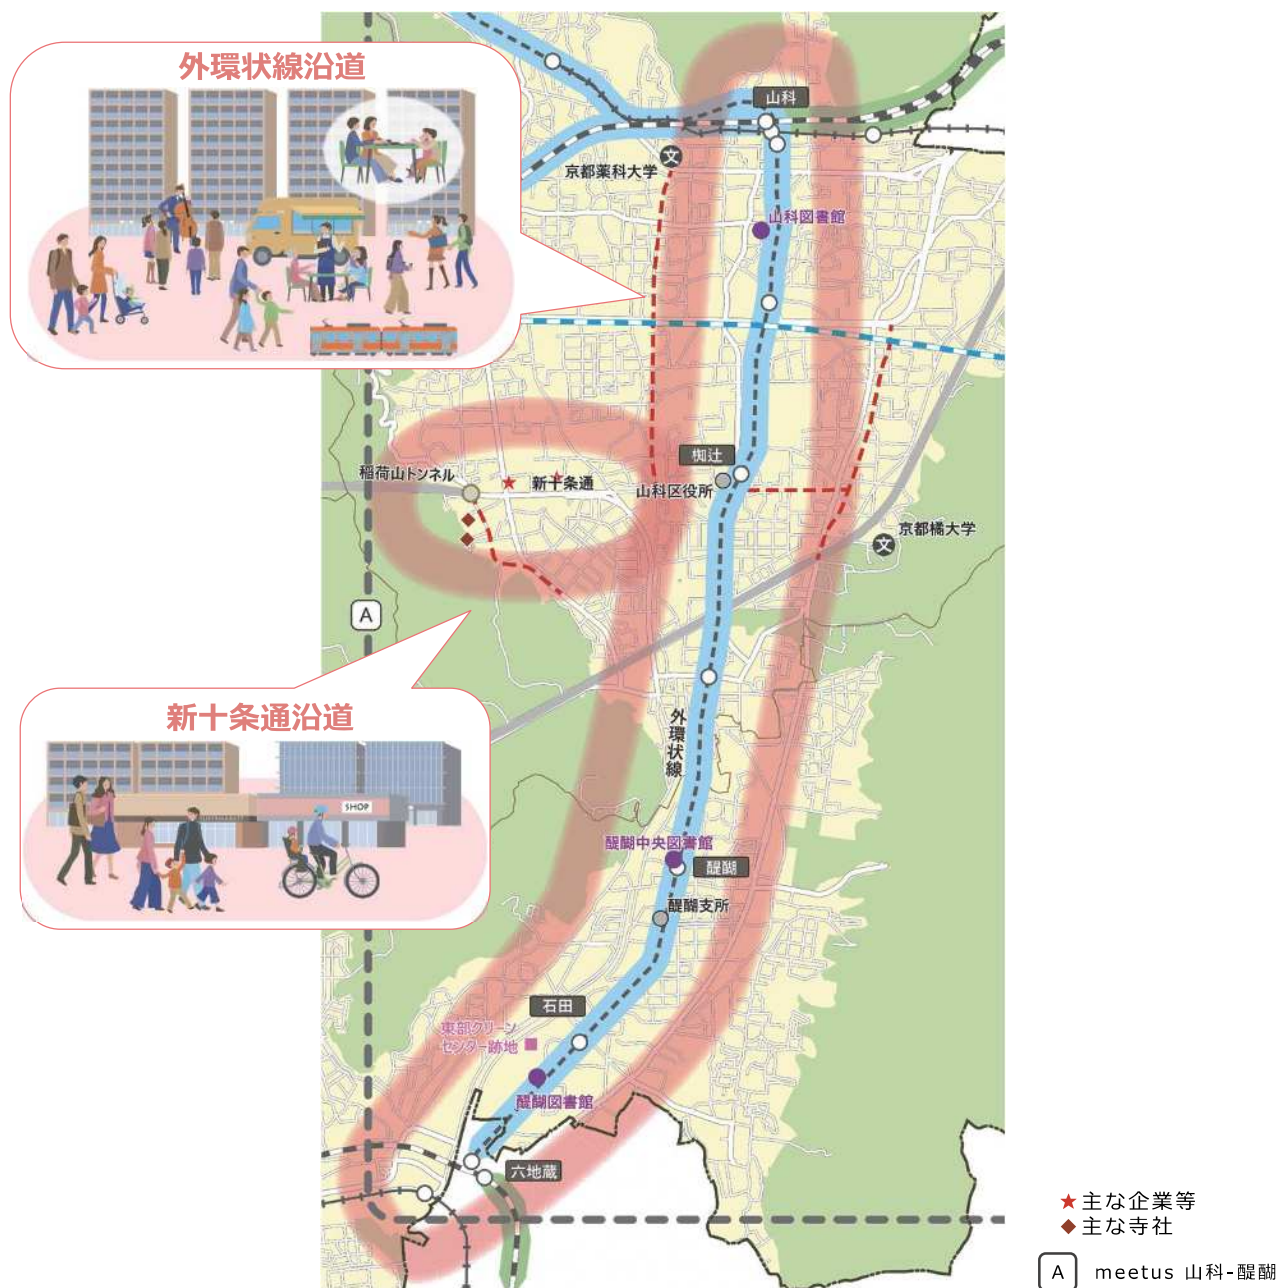 外環状線沿道
山科
京都薬科大学
文
山科図書館
椥辻
稲荷山トンネル
新十条通
山科区役所
文
京都橘大学
A
新十条通沿道
SHOP
外環状線
醍醐中央図書館
醍醐
醍醐支所
石田
東部クリーン
センター跡地
醍醐図書館
六地蔵
主な企業等
主な寺社
A meetus 山科-醍醐